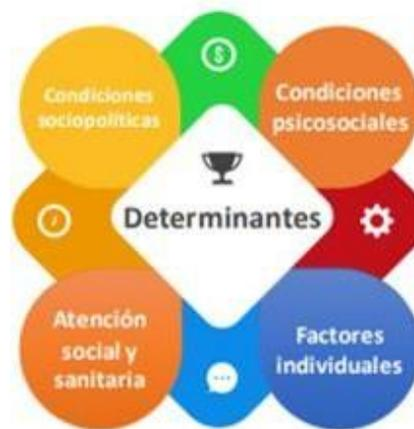 Condiciones
sociopolíticas
Condiciones
psicosociales
$
Determinantes
Atención
social y
sanitaria
Factores
individuales